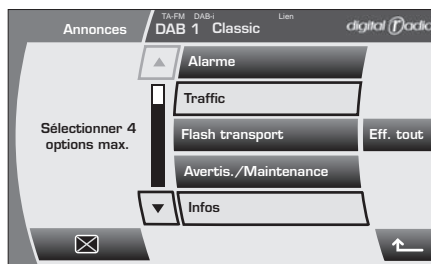 TA-FM DAB-i Lien
Annonces DAB 1 Classic digital radio
Alarme
Traffic
Sélectionner 4
options max.
Flash transport Eff. tout
Avertis./Maintenance
Infos